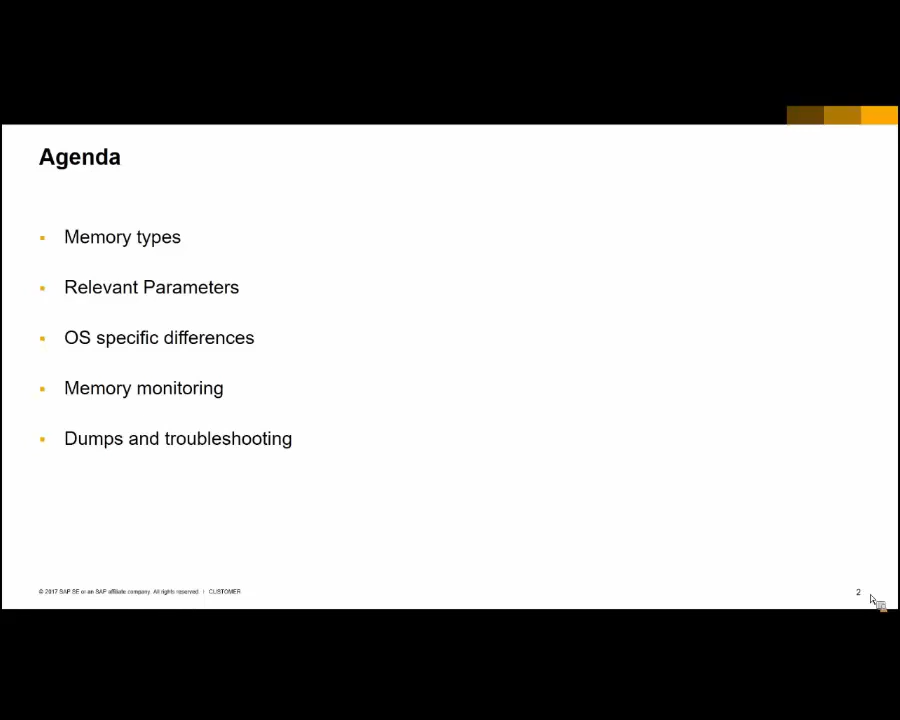 Agenda
▪ Memory types
▪ Relevant Parameters
▪ OS specific differences
▪ Memory monitoring
▪ Dumps and troubleshooting
© 2017 SAP SE or an SAP affiliate company. All rights reserved. | CUSTOMER
2